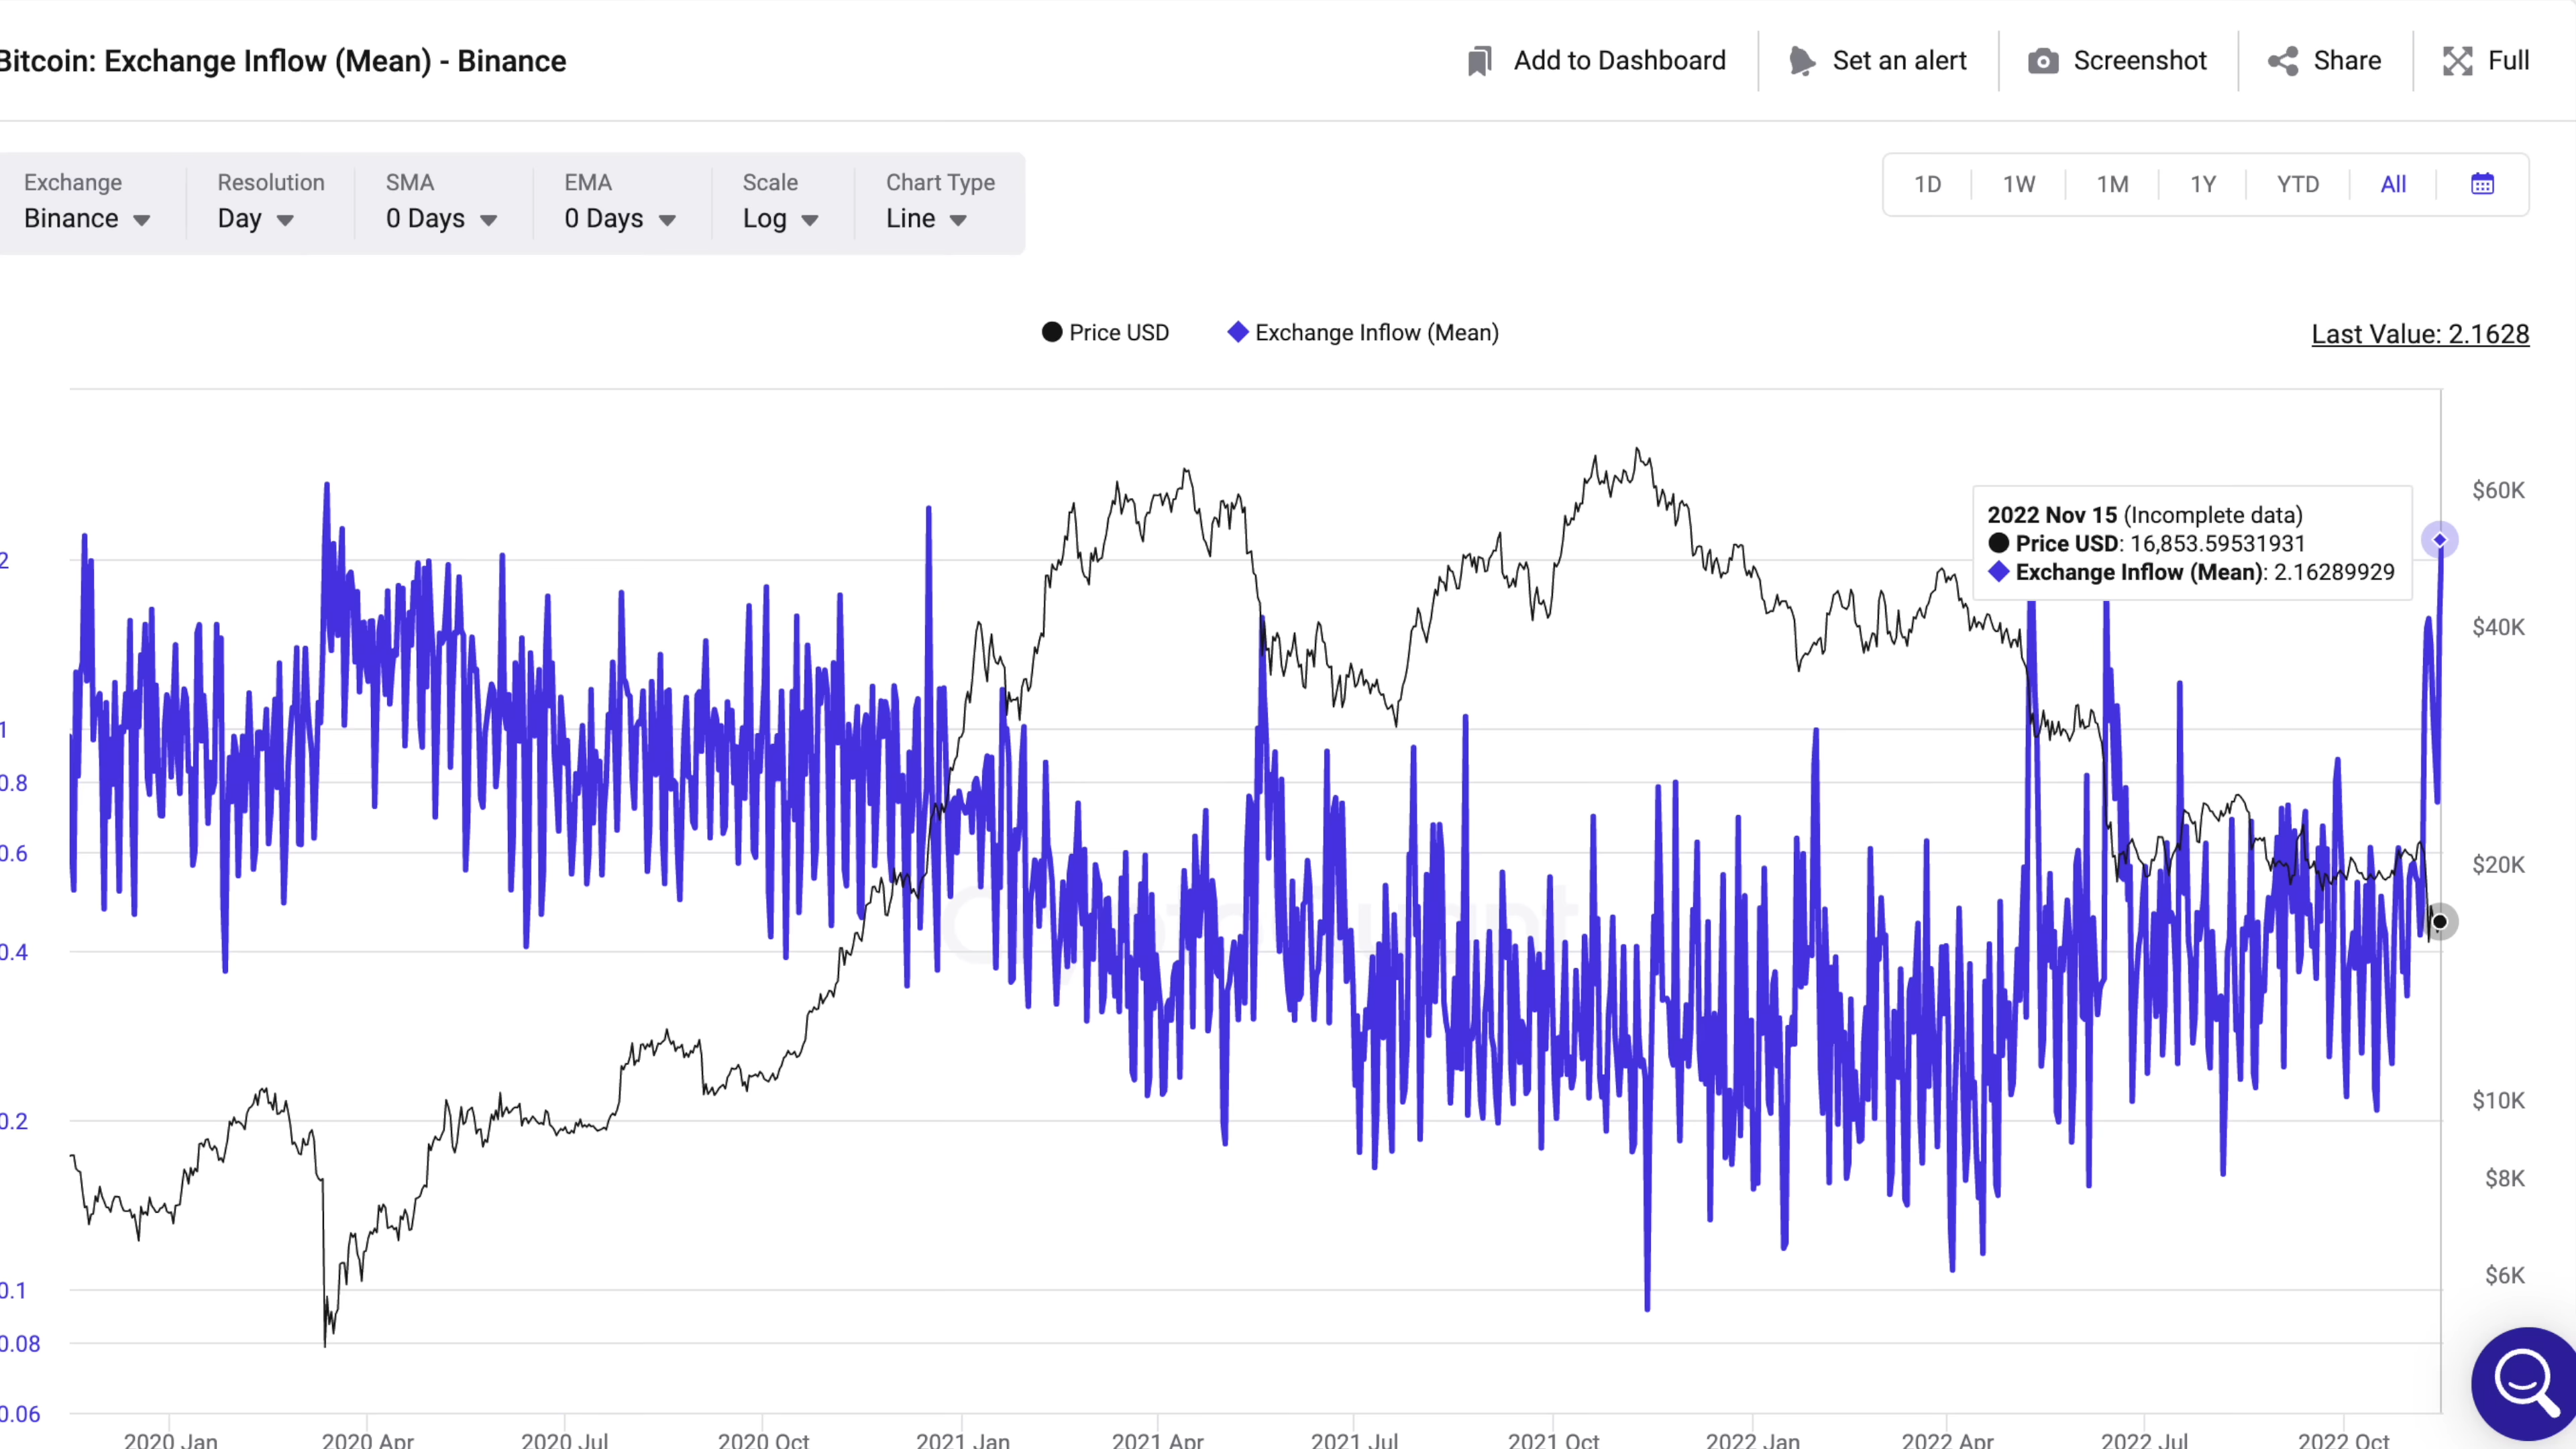 Bitcoin: Exchange Inflow (Mean) - Binance
Add to Dashboard
Set an alert
Screenshot
Share
Full
Exchange
Binance
Resolution
Day
SMA
0 Days
EMA
0 Days
Scale
Log
Chart Type
Line
1D
1W
1M
1Y
YTD
All
Price USD
Exchange Inflow (Mean)
Last Value: 2.1628
2022 Nov 15 (Incomplete data)
Price USD: 16,853.59531931
Exchange Inflow (Mean): 2.16289929
2
1
0.8
0.6
0.4
0.2
0.1
0.08
0.06
$60K
$40K
$20K
$10K
$8K
$6K
2020 Jan
2020 Apr
2020 Jul
2020 Oct
2021 Jan
2021 Apr
2021 Jul
2021 Oct
2022 Jan
2022 Apr
2022 Jul
2022 Oct